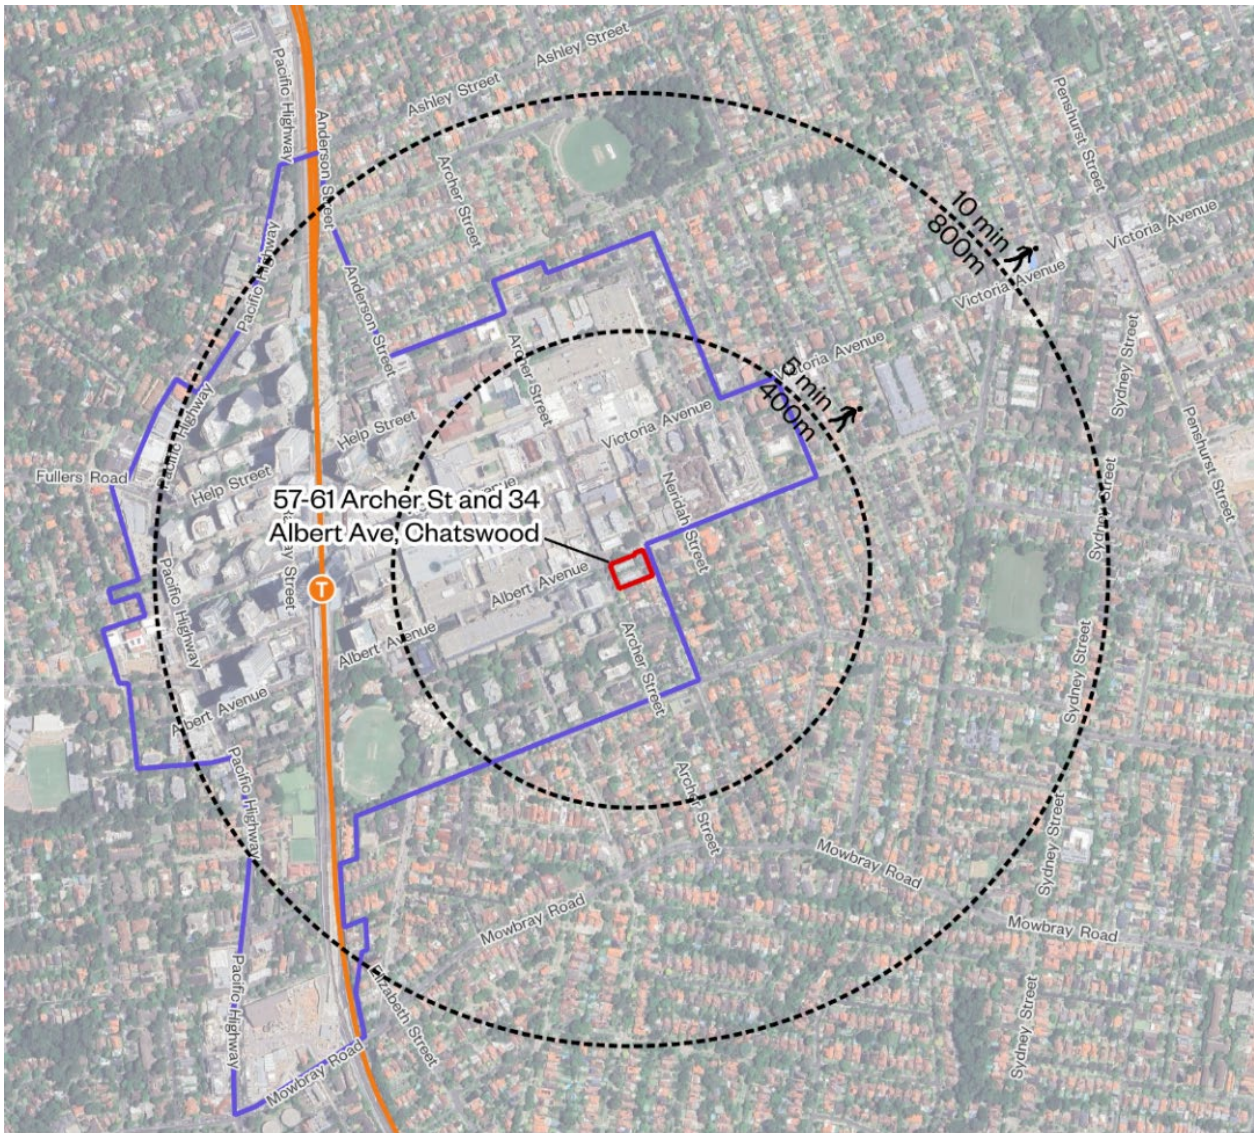 Ashley Street
Ashley Street
Pacific Highway
Anderson Street
Penshurst Street
Archer Street
10 min
800m
Victoria Avenue
Victoria Avenue
Pacific Highway
Anderson Street
Archer Street
Victoria Avenue
5 min
400m
Sydney Street
Pacific Highway
Help Street
Victoria Avenue
Penshurst Street
Fullers Road
Help Street
Neridah Street
Sydney Street
57-61 Archer St and 34
Albert Ave, Chatswood
Street
T
Albert Avenue
Pacific Highway
Albert Avenue
Archer Street
Sydney Street
Albert Avenue
Pacific Highway
Archer Street
Mowbray Road
Sydney Street
Mowbray Road
Mowbray Road
Pacific Highway
Elizabeth Street
Sydney Street
Mowbray Road